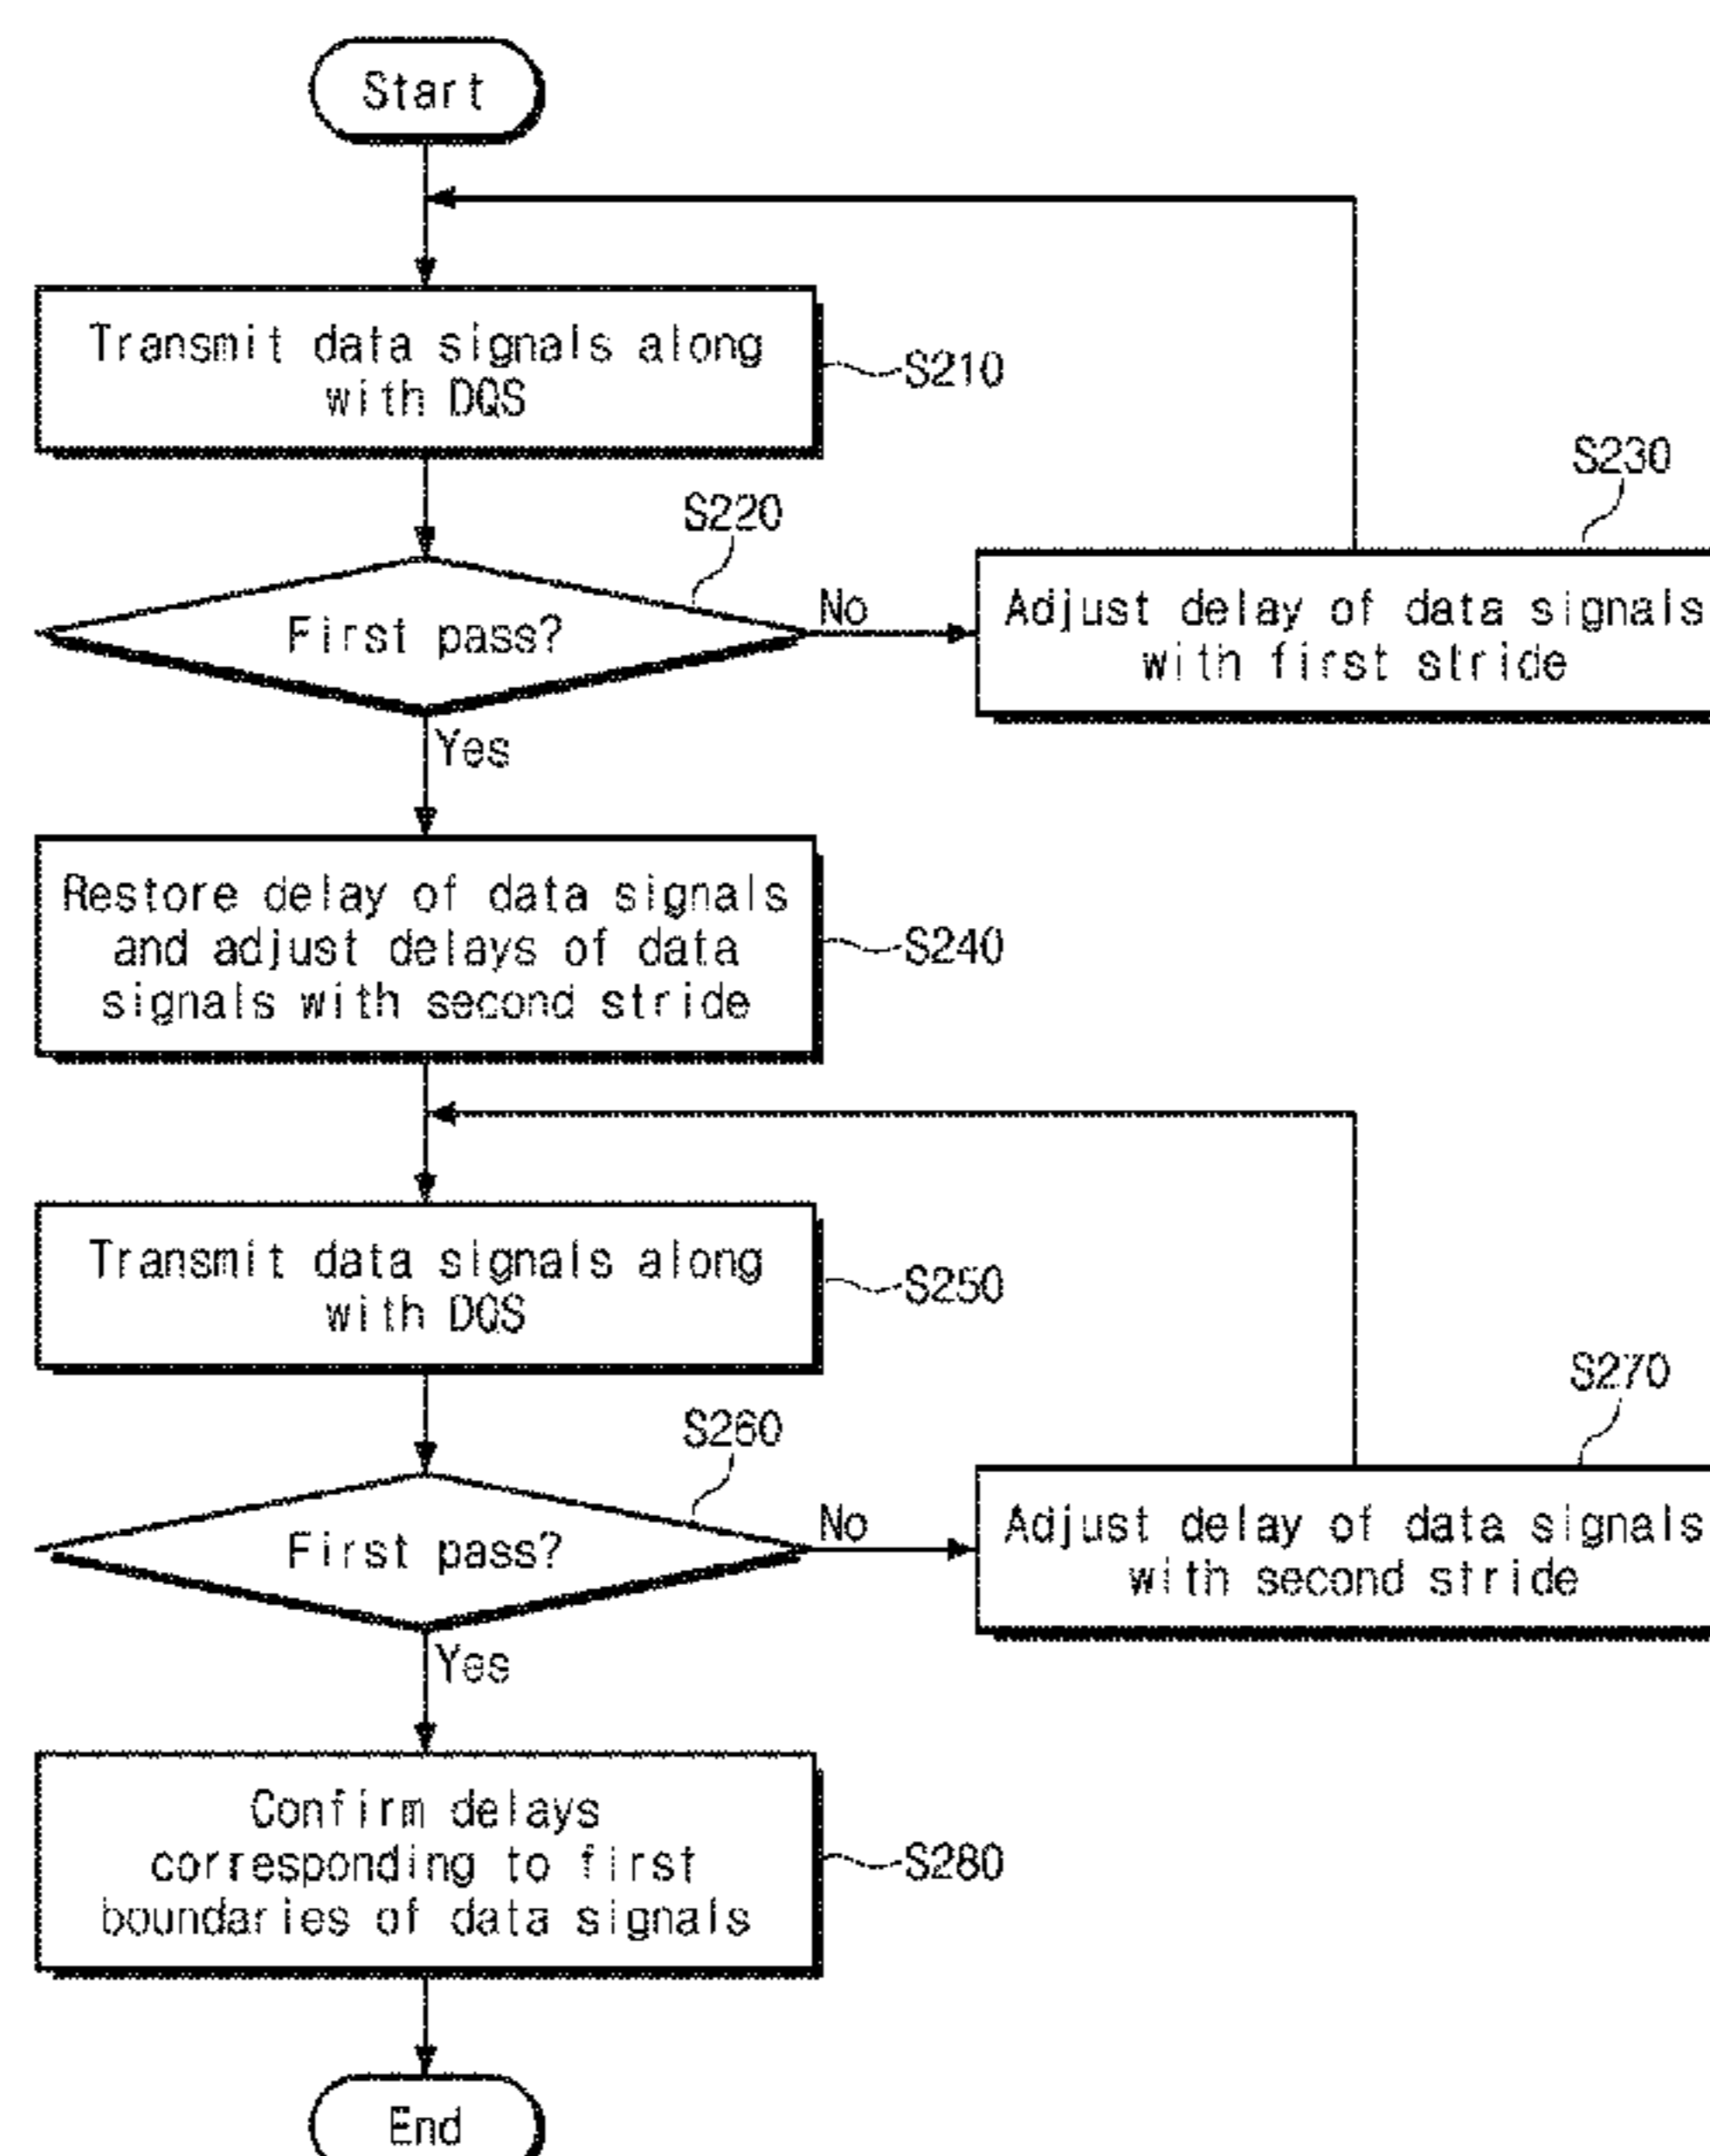 Start
Transmit data signals along
with DQS
S210
S220
First pass?
No
S230
Adjust delay of data signals
with first stride
Yes
Restore delay of data signals
and adjust delays of data
signals with second stride
S240
Transmit data signals along
with DQS
S250
S260
First pass?
No
S270
Adjust delay of data signals
with second stride
Yes
Confirm delays
corresponding to first
boundaries of data signals
S280
End